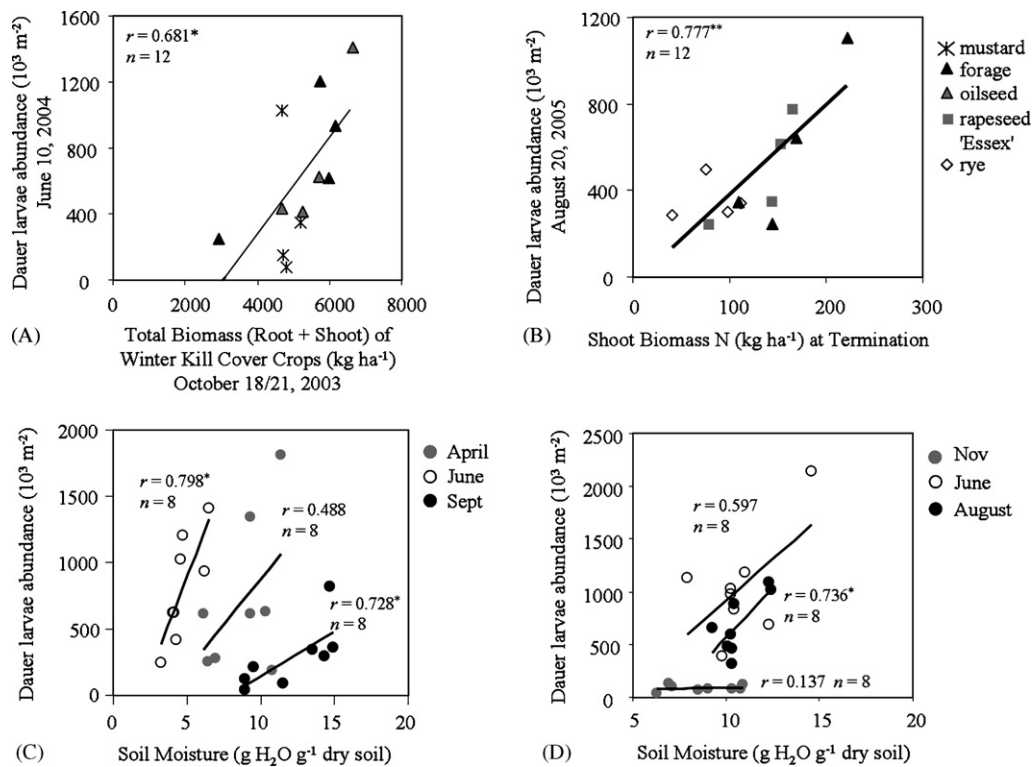 1600
1200
800
400
0
0 2000 4000 6000 8000
Dauer larvae abundance (10³ m⁻²)
June 10, 2004
r = 0.681*
n = 12
(A)
Total Biomass (Root + Shoot) of
Winter Kill Cover Crops (kg ha⁻¹)
October 18/21, 2003
1200
800
400
0
0 100 200 300
Dauer larvae abundance (10³ m⁻²)
August 20, 2005
r = 0.777**
n = 12
(B)
Shoot Biomass N (kg ha⁻¹) at Termination
mustard
forage
oilseed
rapeseed
'Essex'
rye
2000
1500
1000
500
0
0 5 10 15 20
Dauer larvae abundance (10³ m⁻²)
r = 0.798*
n = 8
r = 0.488
n = 8
r = 0.728*
n = 8
April
June
Sept
(C)
Soil Moisture (g H₂O g⁻¹ dry soil)
2500
2000
1500
1000
500
0
5 10 15 20
Dauer larvae abundance (10³ m⁻²)
r = 0.597
n = 8
r = 0.736*
n = 8
r = 0.137 n = 8
Nov
June
August
(D)
Soil Moisture (g H₂O g⁻¹ dry soil)